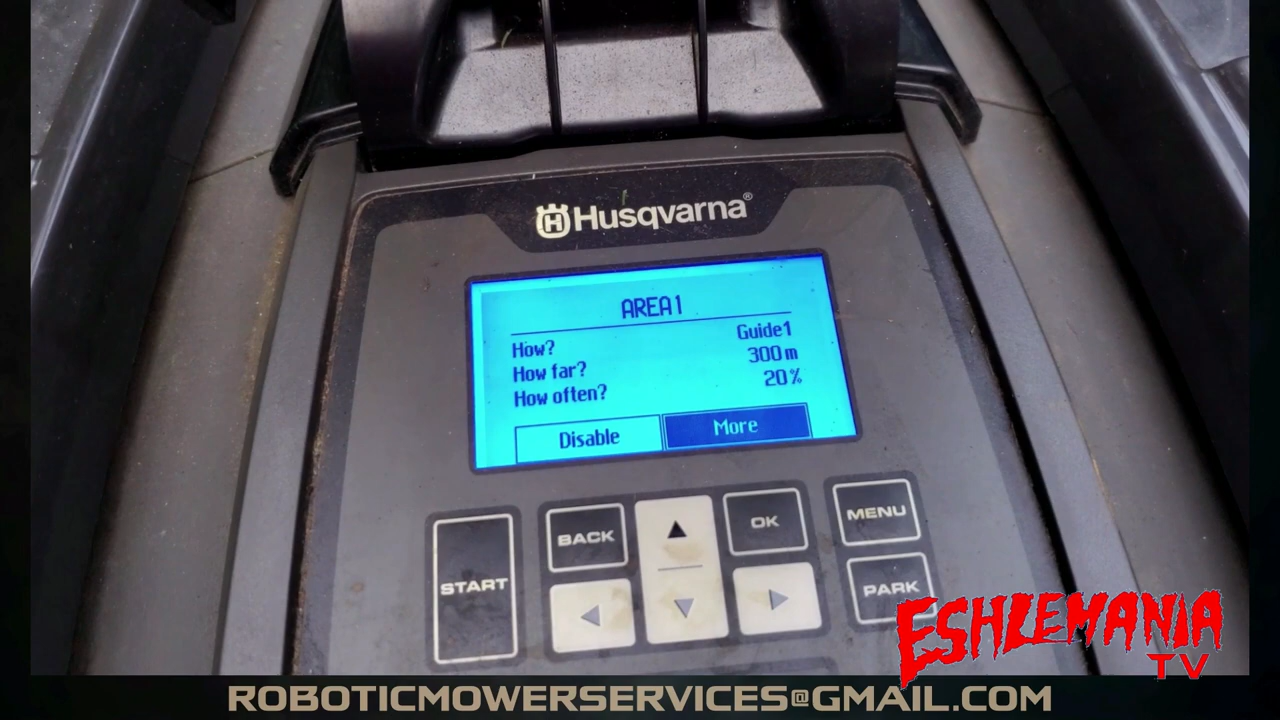 Husqvarna®
AREA1
How? Guide1
How far? 300m
How often? 20%
Disable More
START BACK OK MENU
PARK
ESHLEMANIA
TV
ROBOTICMOWERSERVICES@GMAIL.COM